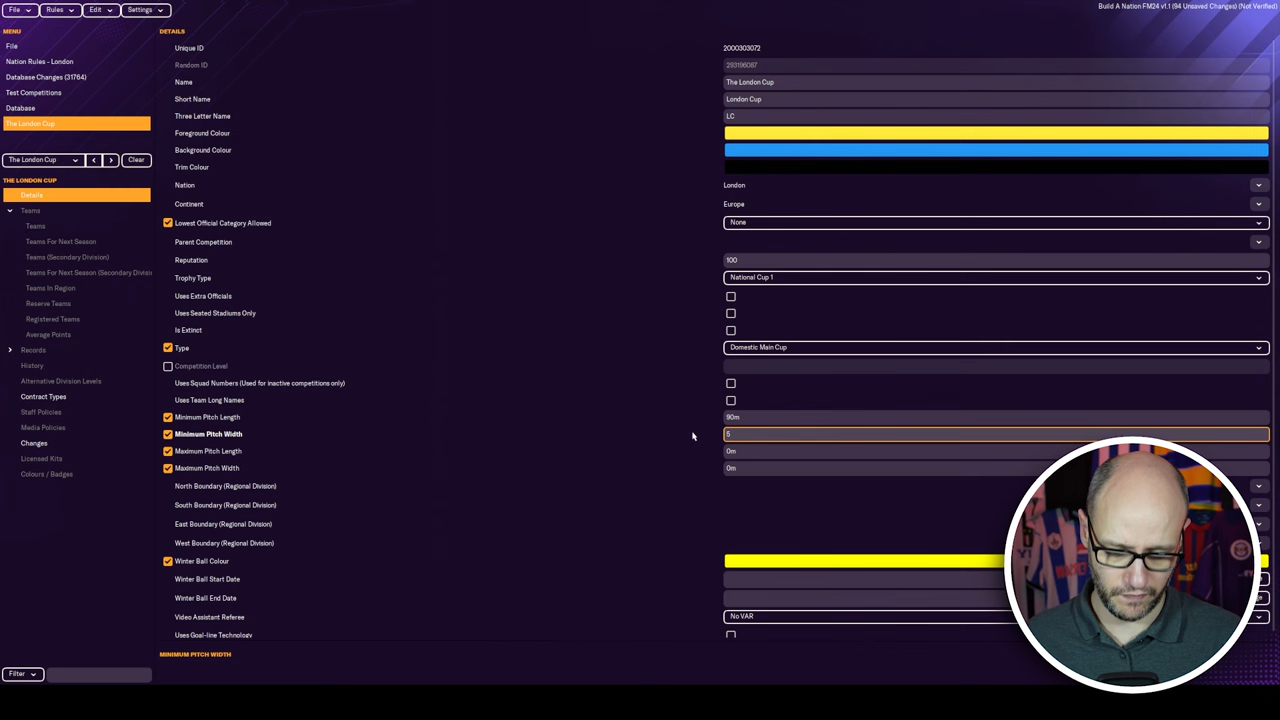 File Rules Edit Settings Build A Nation FM24 v1.1 (94 Unsaved Changes) (Not Verified)
MENU
File
Nation Rules - London
Database Changes (31764)
Test Competitions
Database
The London Cup
The London Cup Clear
THE LONDON CUP
Details
Teams
Teams
Teams For Next Season
Teams (Secondary Division)
Teams For Next Season (Secondary Divisi
Teams In Region
Reserve Teams
Registered Teams
Average Points
Records
History
Alternative Division Levels
Contract Types
Staff Policies
Media Policies
Changes
Licensed Kits
Colours / Badges
Filter
DETAILS
Unique ID 2000303072
Random ID 293196087
Name The London Cup
Short Name London Cup
Three Letter Name LC
Foreground Colour
Background Colour
Trim Colour
Nation London
Continent Europe
Lowest Official Category Allowed None
Parent Competition
Reputation 100
Trophy Type National Cup 1
Uses Extra Officials
Uses Seated Stadiums Only
Is Extinct
Type Domestic Main Cup
Competition Level
Uses Squad Numbers (Used for inactive competitions only)
Uses Team Long Names
Minimum Pitch Length 90m
Minimum Pitch Width 5
Maximum Pitch Length 0m
Maximum Pitch Width 0m
North Boundary (Regional Division)
South Boundary (Regional Division)
East Boundary (Regional Division)
West Boundary (Regional Division)
Winter Ball Colour
Winter Ball Start Date
Winter Ball End Date
Video Assistant Referee No VAR
Uses Goal-line Technology
MINIMUM PITCH WIDTH